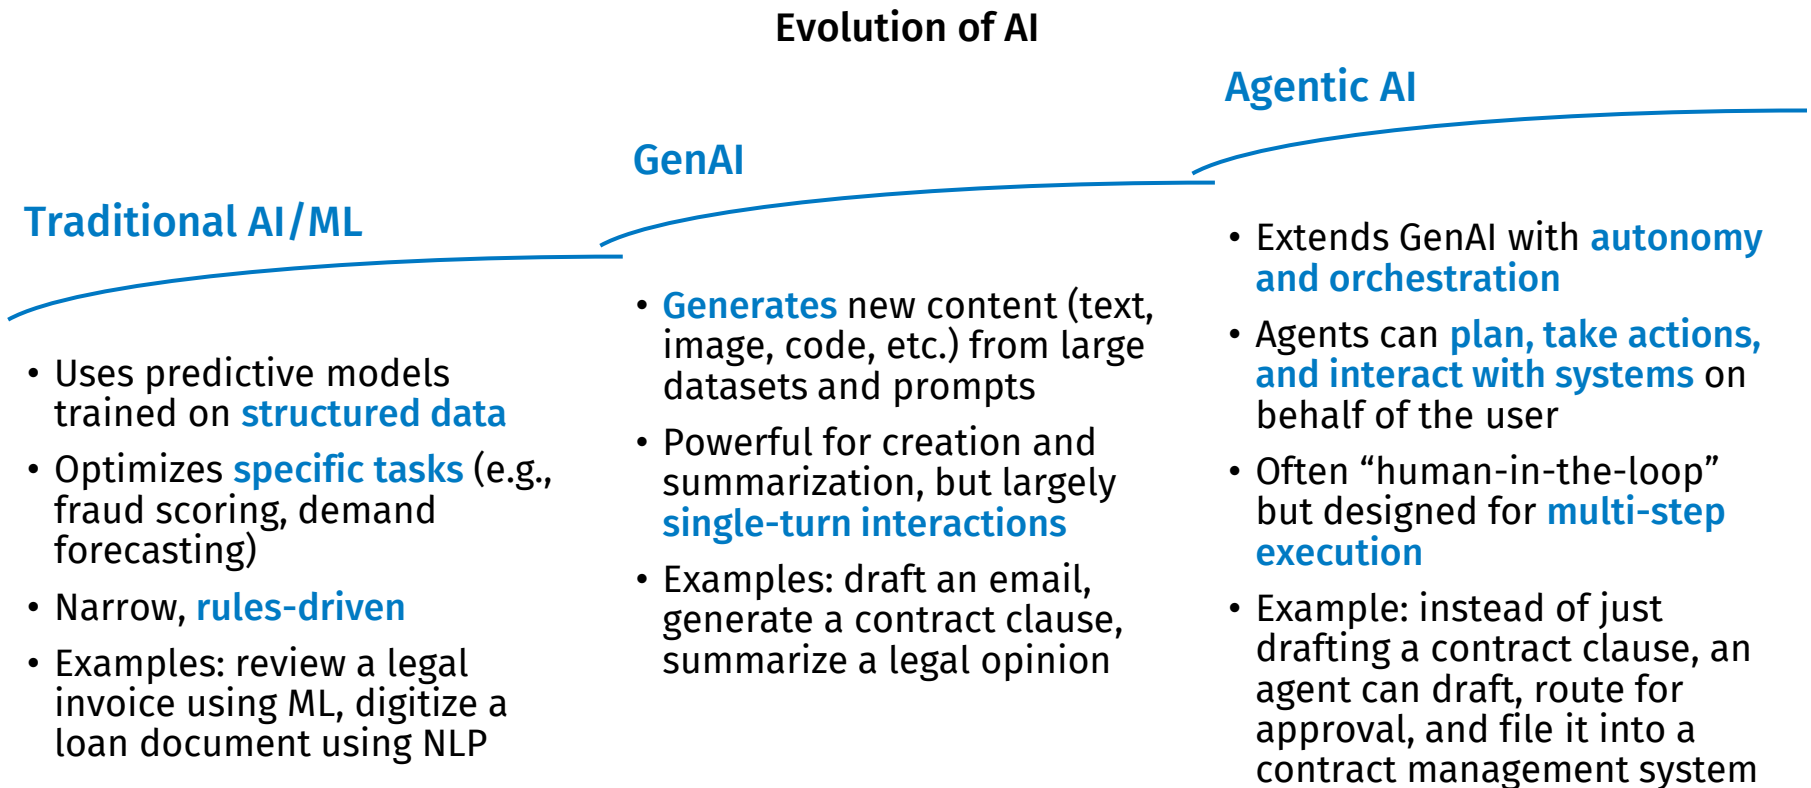 Evolution of AI
Traditional AI/ML
• Uses predictive models
trained on structured data
• Optimizes specific tasks (e.g.,
fraud scoring, demand
forecasting)
• Narrow, rules-driven
• Examples: review a legal
invoice using ML, digitize a
loan document using NLP
GenAI
• Generates new content (text,
image, code, etc.) from large
datasets and prompts
• Powerful for creation and
summarization, but largely
single-turn interactions
• Examples: draft an email,
generate a contract clause,
summarize a legal opinion
Agentic AI
• Extends GenAI with autonomy
and orchestration
• Agents can plan, take actions,
and interact with systems on
behalf of the user
• Often “human-in-the-loop”
but designed for multi-step
execution
• Example: instead of just
drafting a contract clause, an
agent can draft, route for
approval, and file it into a
contract management system